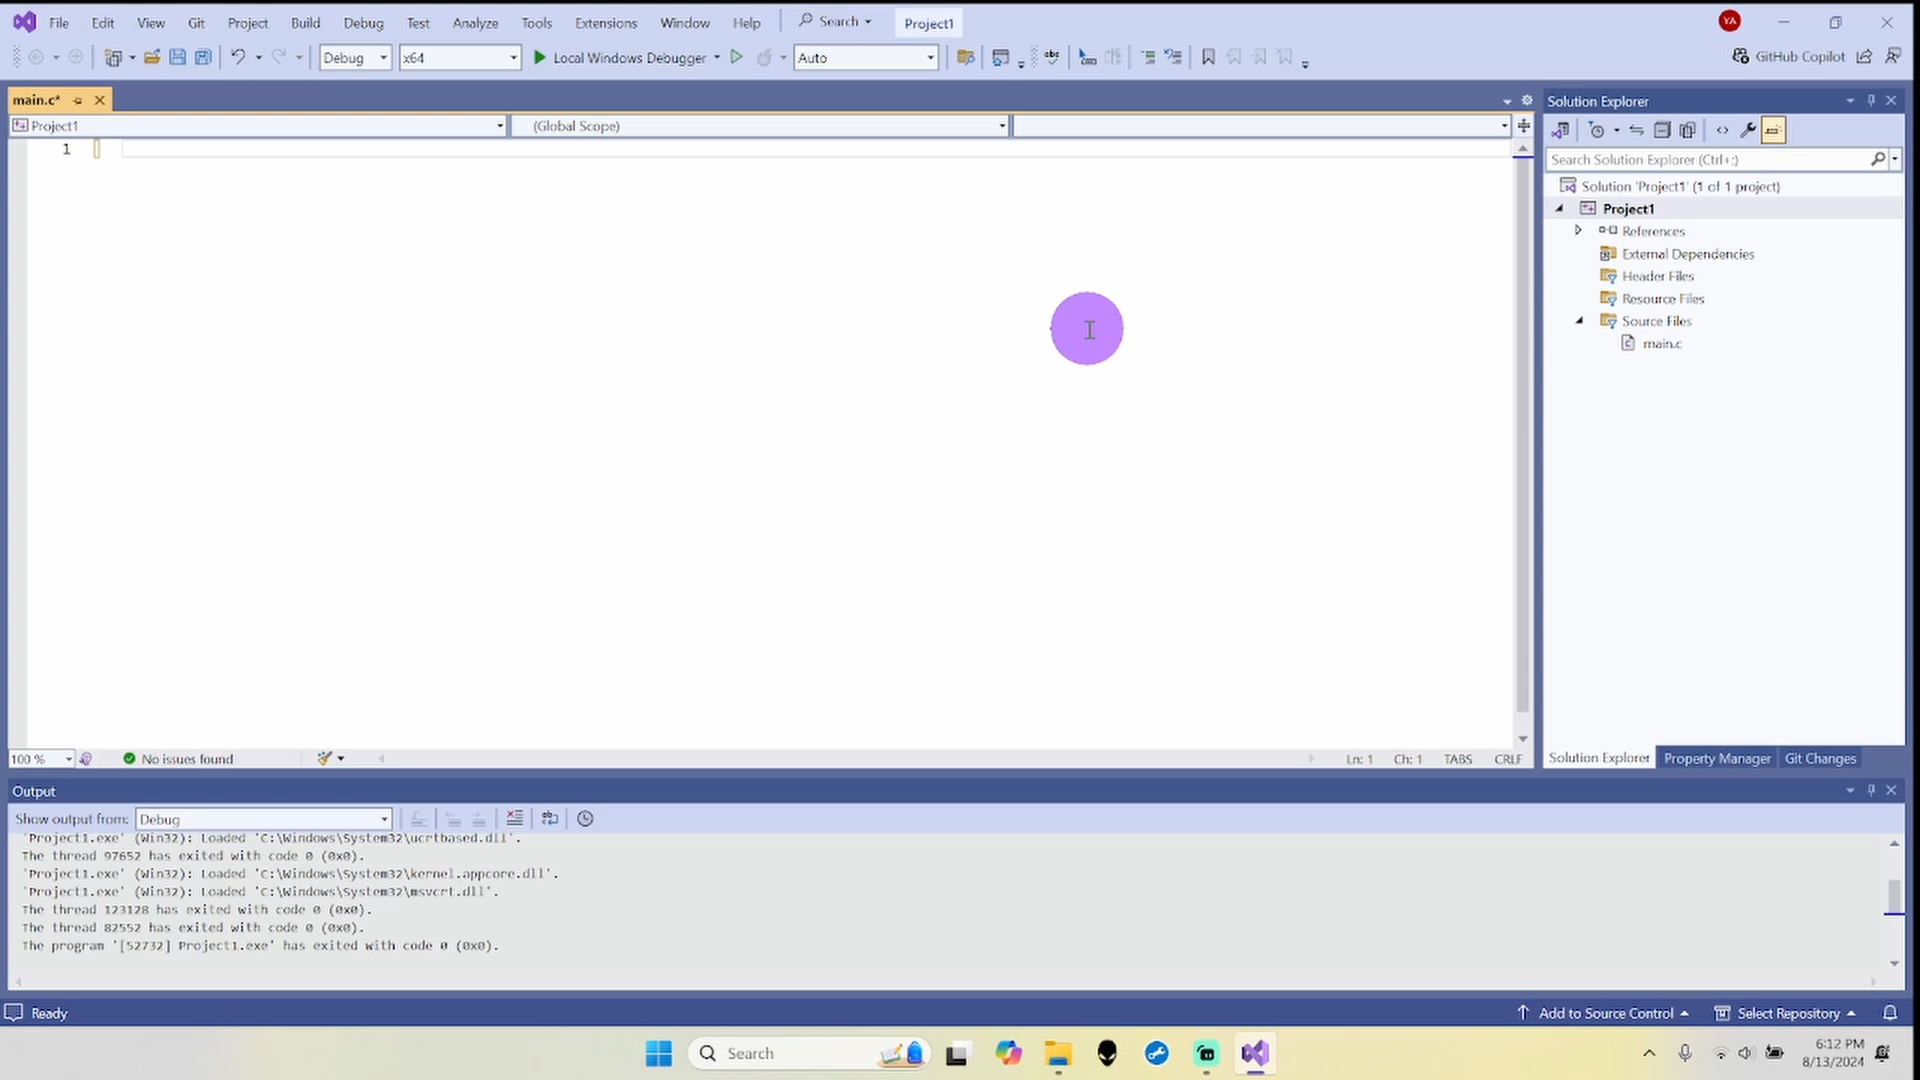 File Edit View Git Project Build Debug Test Analyze Tools Extensions Window Help Search Project1 YA
Debug x64 Local Windows Debugger Auto GitHub Copilot
main.c*
Project1 (Global Scope)
1
Solution Explorer
Search Solution Explorer (Ctrl+;)
Solution 'Project1' (1 of 1 project)
Project1
References
External Dependencies
Header Files
Resource Files
Source Files
main.c
100 % No issues found Ln: 1 Ch: 1 TABS CRLF
Solution Explorer Property Manager Git Changes
Output
Show output from: Debug
'Project1.exe' (Win32): Loaded 'C:\Windows\System32\ucrtbased.dll'.
The thread 97652 has exited with code 0 (0x0).
'Project1.exe' (Win32): Loaded 'C:\Windows\System32\kernel.appcore.dll'.
'Project1.exe' (Win32): Loaded 'C:\Windows\System32\msvcrt.dll'.
The thread 123128 has exited with code 0 (0x0).
The thread 82552 has exited with code 0 (0x0).
The program '[52732] Project1.exe' has exited with code 0 (0x0).
Ready Add to Source Control Select Repository
Search
6:12 PM
8/13/2024